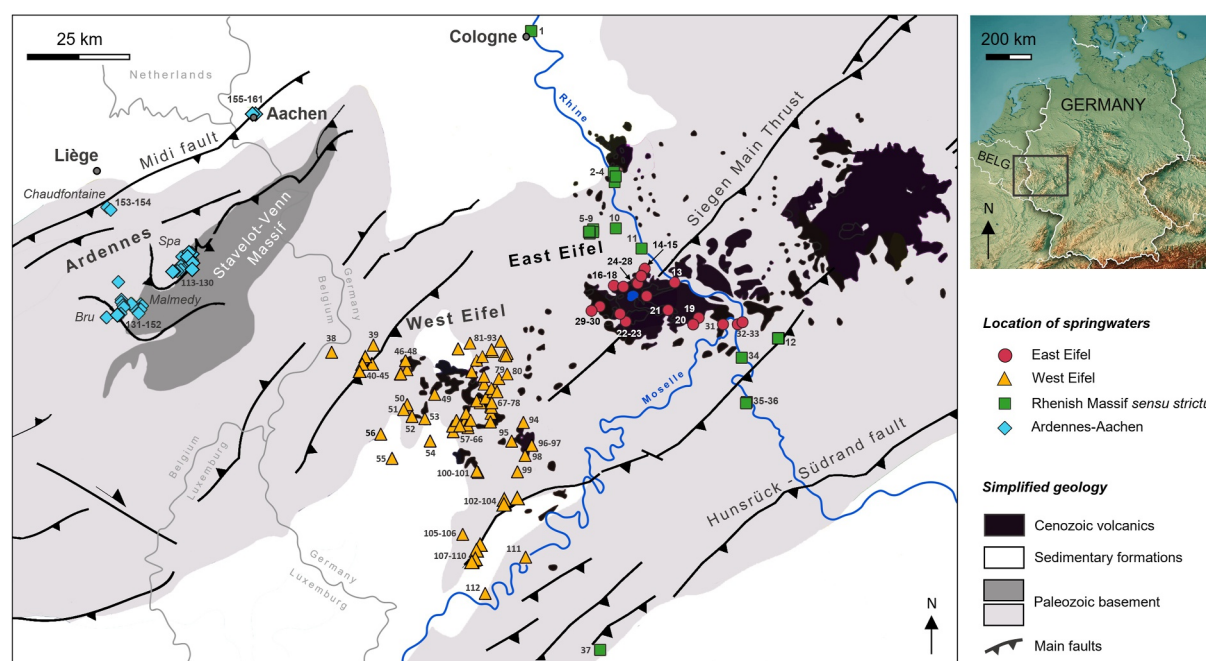 25 km
Cologne
1
200 km
Netherlands
155-161
Aachen
Rhine
GERMANY
BELG
N
Midi fault
Liège
Chaudfontaine
153-154
Siegen Main Thrust
2-4
5-9
10
11
East Eifel
14-15
24-28
16-18
13
Ardennes
Spa
113-130
Stavelot-Venn
Massif
Belgium
Germany
Malmedy
Bru
131-152
29-30
22-23
21
19
20
31
32-33
12
34
35-36
Moselle
West Eifel
38
39
40-45
46-48
81-93
79
80
49
67-78
50
51
52
53
54
55
56
57-66
94
95
96-97
98
99
100-101
102-104
105-106
107-110
111
112
Hunsrück - Südrand fault
Belgium
Luxemburg
Germany
Luxemburg
37
N
Location of springwaters
East Eifel
West Eifel
Rhenish Massif sensu strictu
Ardennes-Aachen
Simplified geology
Cenozoic volcanics
Sedimentary formations
Paleozoic basement
Main faults